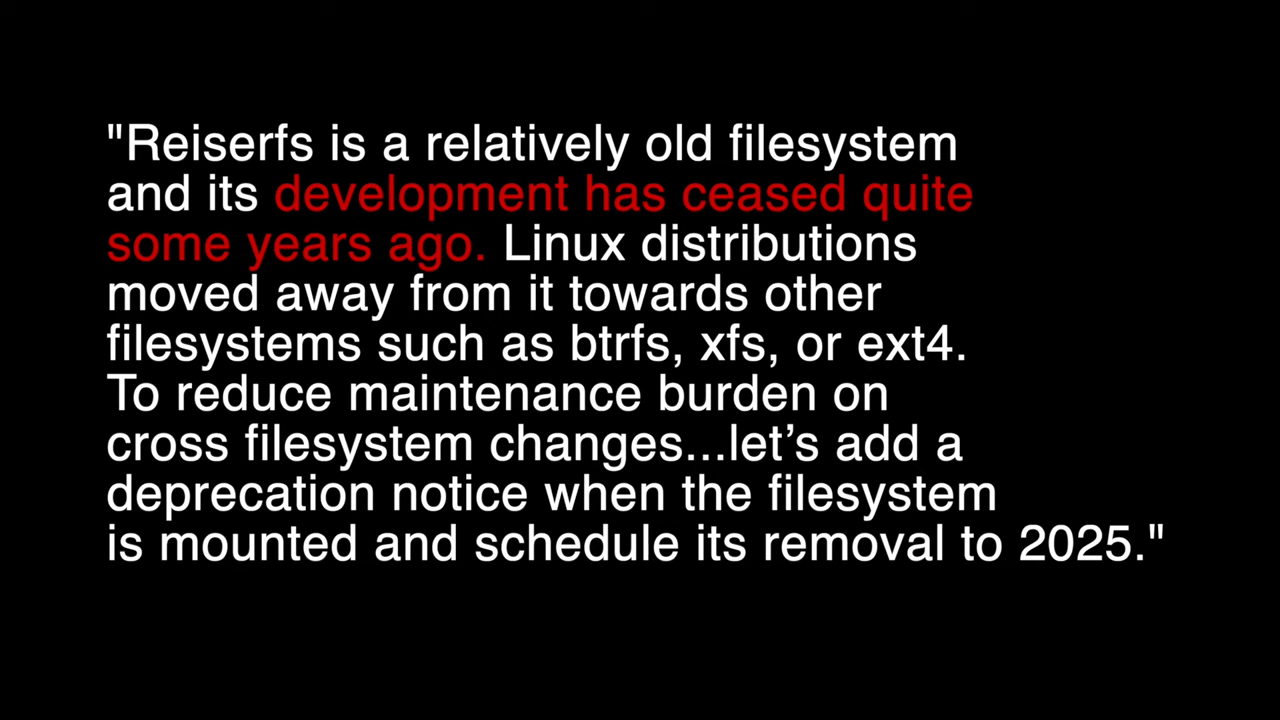 "Reiserfs is a relatively old filesystem
and its development has ceased quite
some years ago. Linux distributions
moved away from it towards other
filesystems such as btrfs, xfs, or ext4.
To reduce maintenance burden on
cross filesystem changes...let’s add a
deprecation notice when the filesystem
is mounted and schedule its removal to 2025."